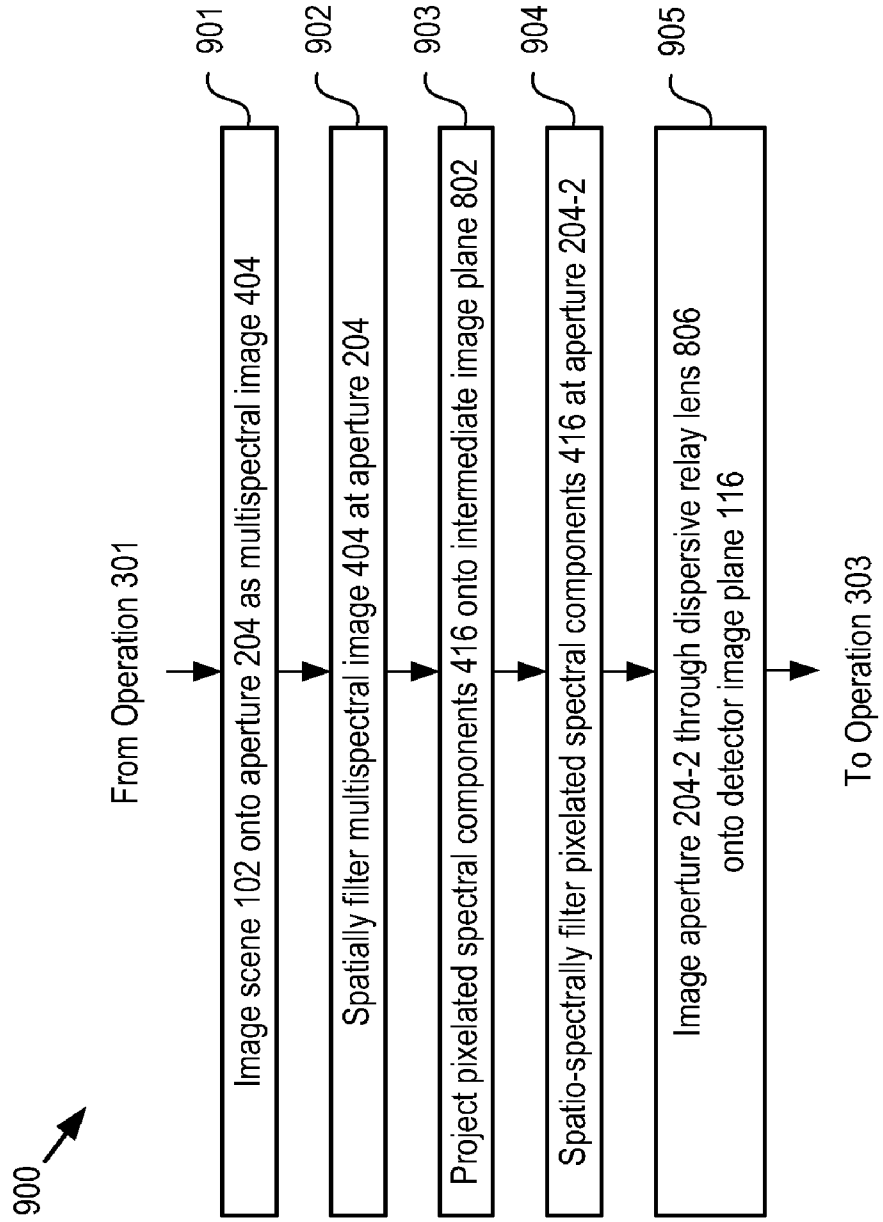 900
From Operation 301
Image scene 102 onto aperture 204 as multispectral image 404
901
Spatially filter multispectral image 404 at aperture 204
902
Project pixelated spectral components 416 onto intermediate image plane 802
903
Spatio-spectrally filter pixelated spectral components 416 at aperture 204-2
904
Image aperture 204-2 through dispersive relay lens 806
onto detector image plane 116
905
To Operation 303